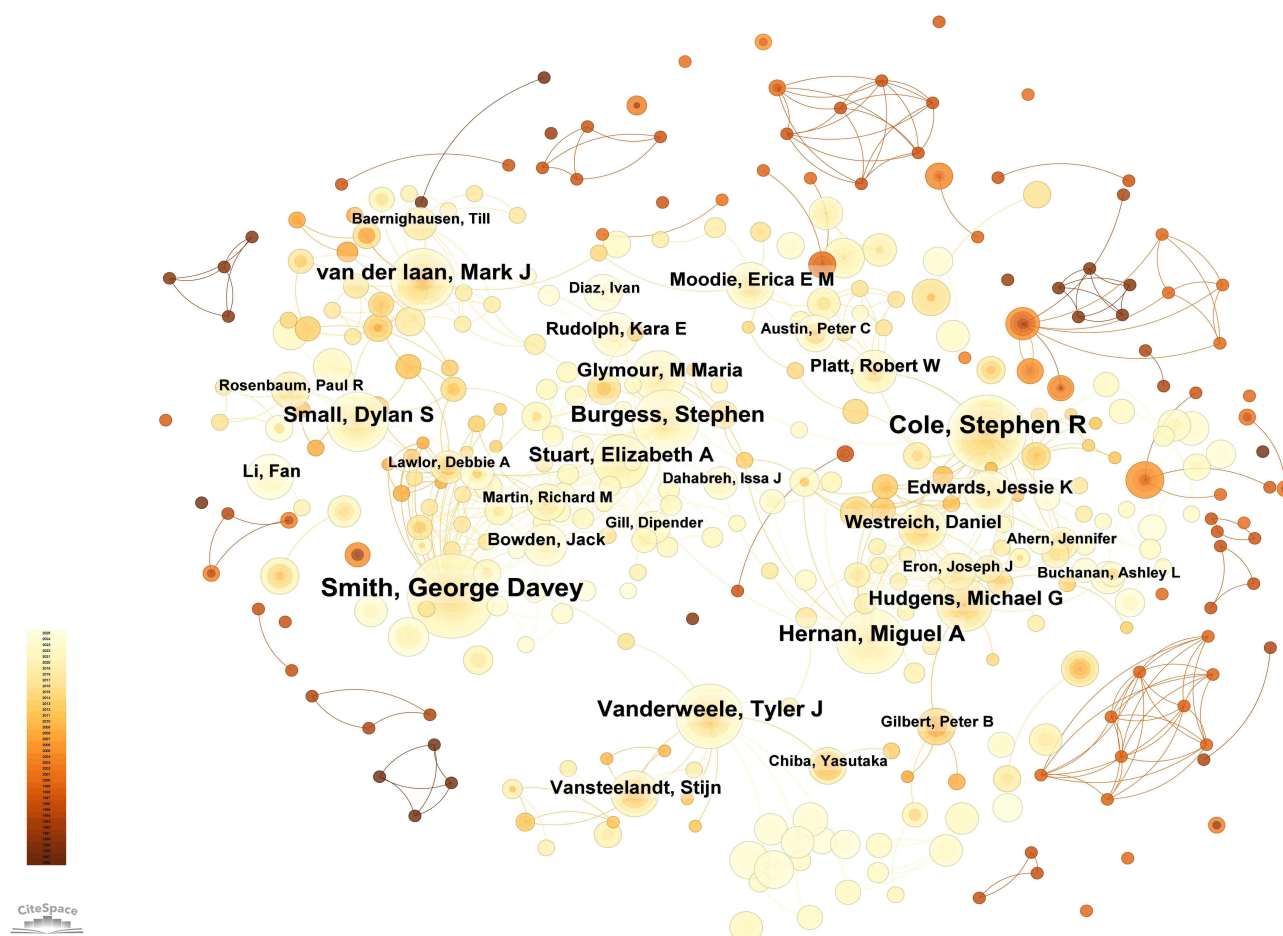 Baernighausen, Till
van der laan, Mark J
Diaz, Ivan
Moodie, Erica E M
Rudolph, Kara E
Austin, Peter C
Glymour, M Maria
Platt, Robert W
Rosenbaum, Paul R
Small, Dylan S
Burgess, Stephen
Cole, Stephen R
Stuart, Elizabeth A
Lawlor, Debbie A
Li, Fan
Dahabreh, Issa J
Edwards, Jessie K
Martin, Richard M
Gill, Dipender
Westreich, Daniel
Bowden, Jack
Ahern, Jennifer
Eron, Joseph J
Buchanan, Ashley L
Smith, George Davey
Hudgens, Michael G
Hernan, Miguel A
Vanderweele, Tyler J
Gilbert, Peter B
Chiba, Yasutaka
Vansteelandt, Stijn
CiteSpace